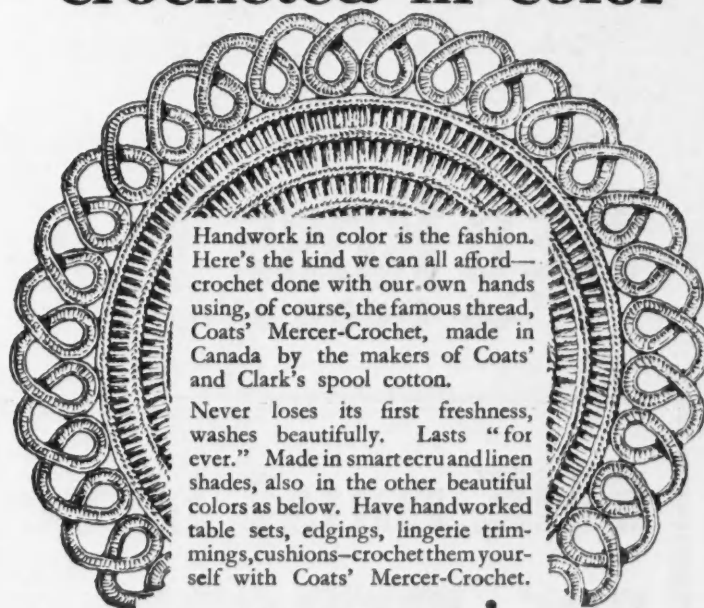 crocheted in color
Handwork in color is the fashion.
Here's the kind we can all afford—
crochet done with our own hands
using, of course, the famous thread,
Coats' Mercer-Crochet, made in
Canada by the makers of Coats'
and Clark's spool cotton.
Never loses its first freshness,
washes beautifully. Lasts "for
ever." Made in smart ecru and linen
shades, also in the other beautiful
colors as below. Have handworked
table sets, edgings, lingerie trim-
mings, cushions—crochet them your-
self with Coats' Mercer-Crochet.